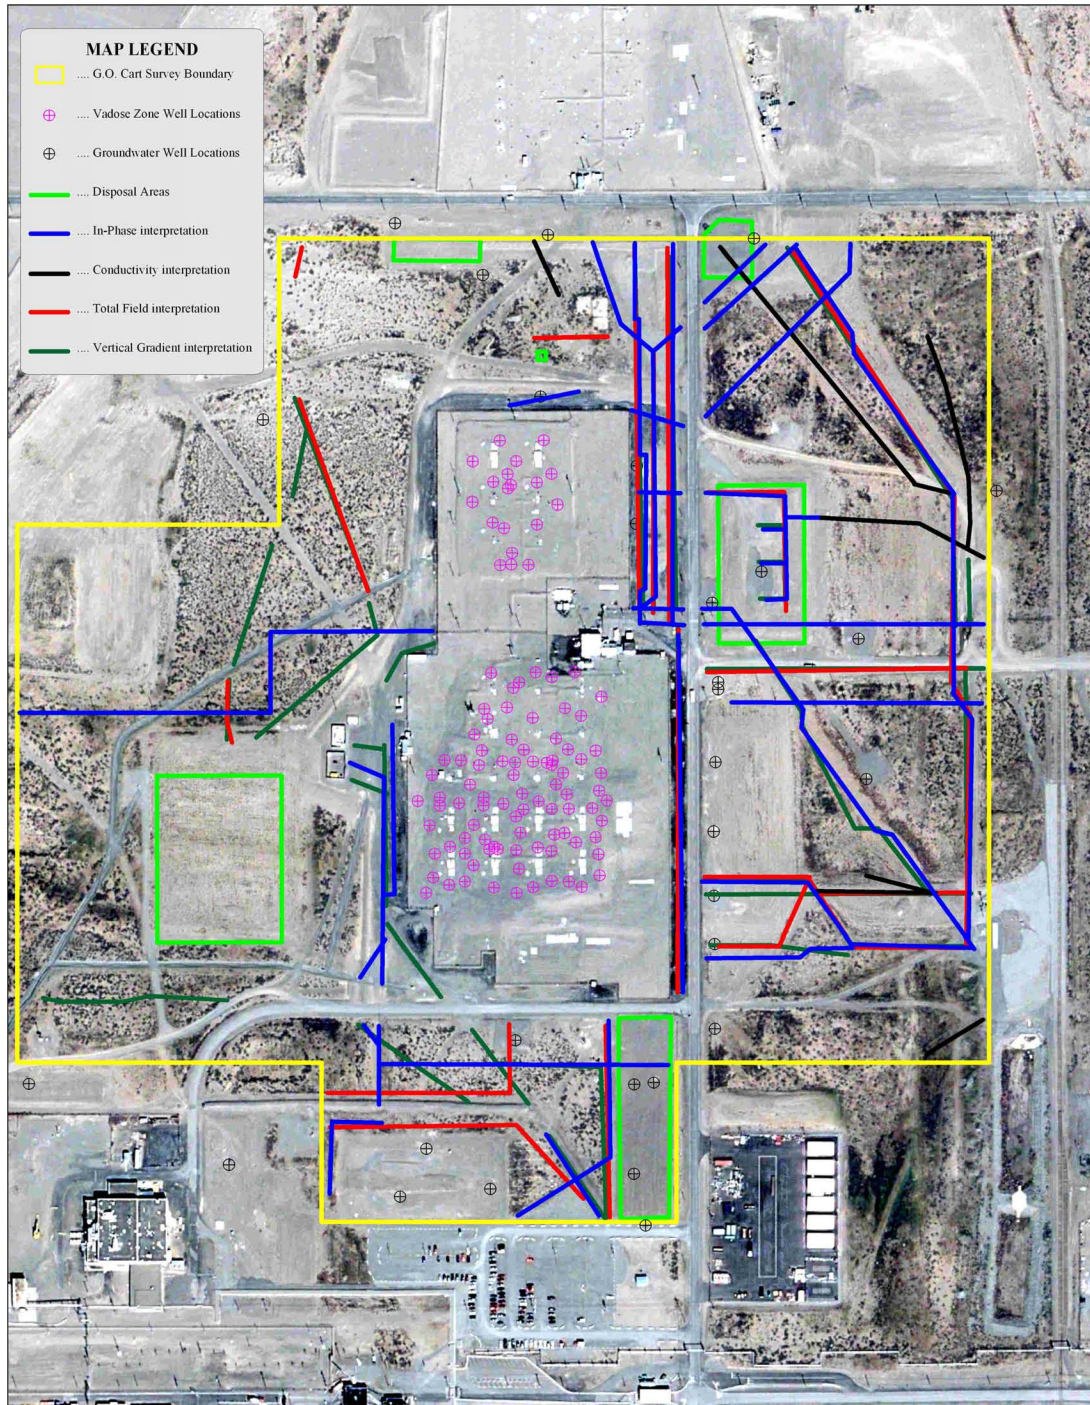 MAP LEGEND
.... G.O. Cart Survey Boundary
.... Vadose Zone Well Locations
.... Groundwater Well Locations
.... Disposal Areas
.... In-Phase interpretation
.... Conductivity interpretation
.... Total Field interpretation
.... Vertical Gradient interpretation